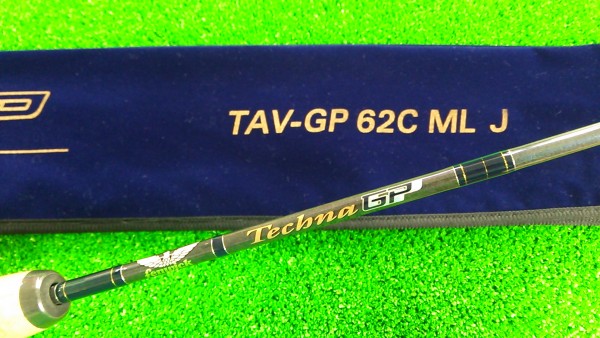 TAV-GP 62C ML J
Techna GP